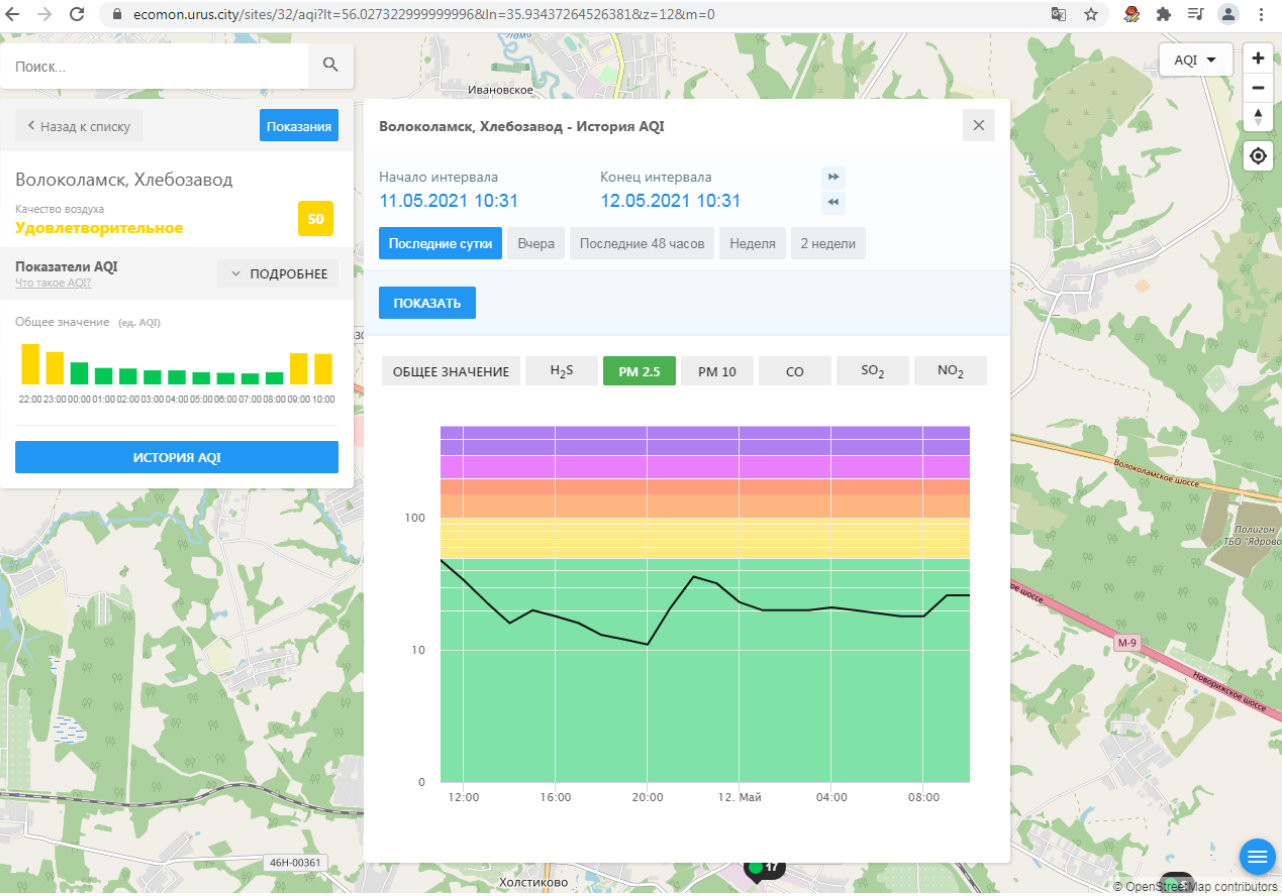 ecomon.urus.city/sites/32/aqi?lt=56.027322999999996&ln=35.93437264526381&z=12&m=0
Поиск...
Ивановское
AQI
Назад к списку
Показания
Волоколамск, Хлебозавод - История AQI
Волоколамск, Хлебозавод
Качество воздуха
Удовлетворительное
50
Начало интервала
Конец интервала
11.05.2021 10:31
12.05.2021 10:31
Последние сутки
Вчера
Последние 48 часов
Неделя
2 недели
Показатели AQI
Что такое AQI?
ПОДРОБНЕЕ
ПОКАЗАТЬ
Общее значение (ед. AQI)
22:00 23:00 00:00 01:00 02:00 03:00 04:00 05:00 06:00 07:00 08:00 09:00 10:00
ИСТОРИЯ AQI
ОБЩЕЕ ЗНАЧЕНИЕ
H2S
PM 2.5
PM 10
CO
SO2
NO2
100
10
0
12:00
16:00
20:00
12. Май
04:00
08:00
Волоколамское шоссе
Полигон
ТБО "Ядрово
ое шоссе
М-9
Новорижское шоссе
46Н-00361
17
Холстиково
© OpenStreetMap contributors